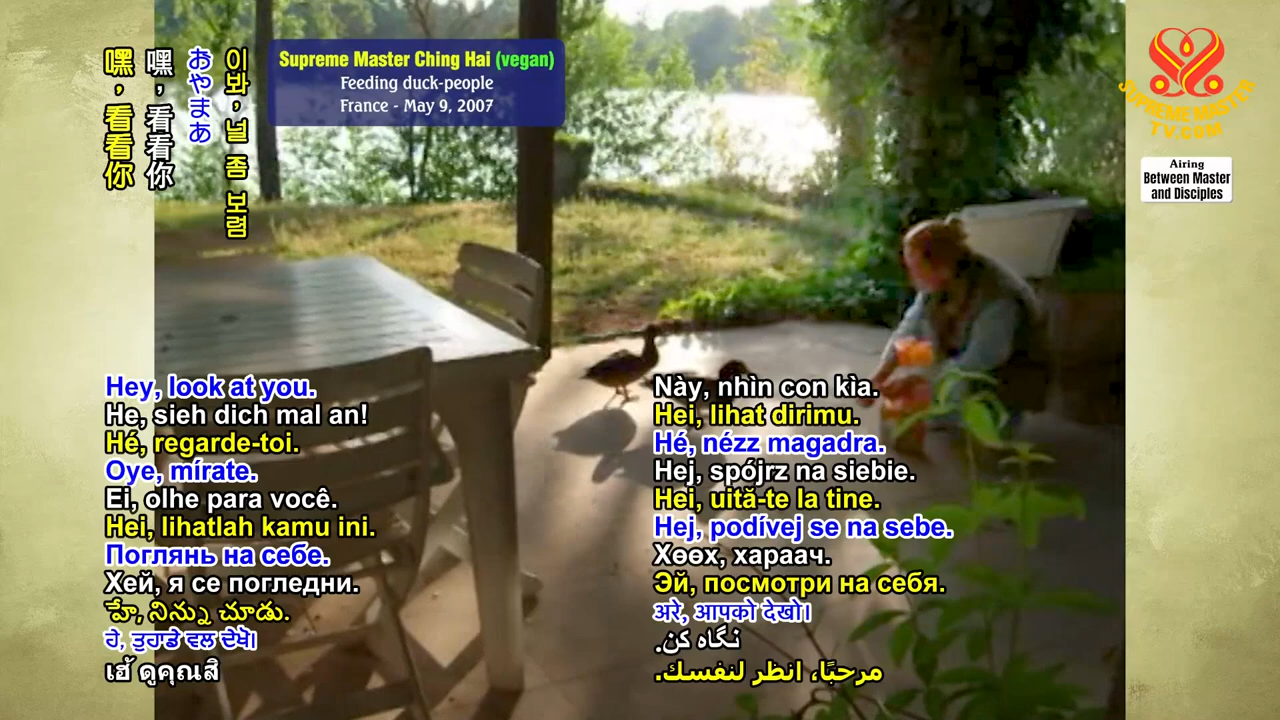 嘿，看看你
嘿，看看你
おやまあ
이봐, 널 좀 보렴
Supreme Master Ching Hai (vegan)
Feeding duck-people
France - May 9, 2007
SUPREME MASTER
TV.COM
Airing
Between Master
and Disciples
Hey, look at you.
He, sieh dich mal an!
Hé, regarde-toi.
Oye, mírate.
Ei, olhe para você.
Hei, lihatlah kamu ini.
Поглянь на себе.
Хей, я се погледни.
హే, నిన్ను చూడు.
ਹੇ, ਤੁਹਾਡੇ ਵਲ ਦੇਖੋ।
เฮ้ ดูคุณสิ
Này, nhìn con kìa.
Hei, lihat dirimu.
Hé, nézz magadra.
Hej, spójrz na siebie.
Hei, uită-te la tine.
Hej, podívej se na sebe.
Хөөх, хараач.
Эй, посмотри на себя.
अरे, आपको देखो।
نگاه کن.
مرحبًا، انظر لنفسك.